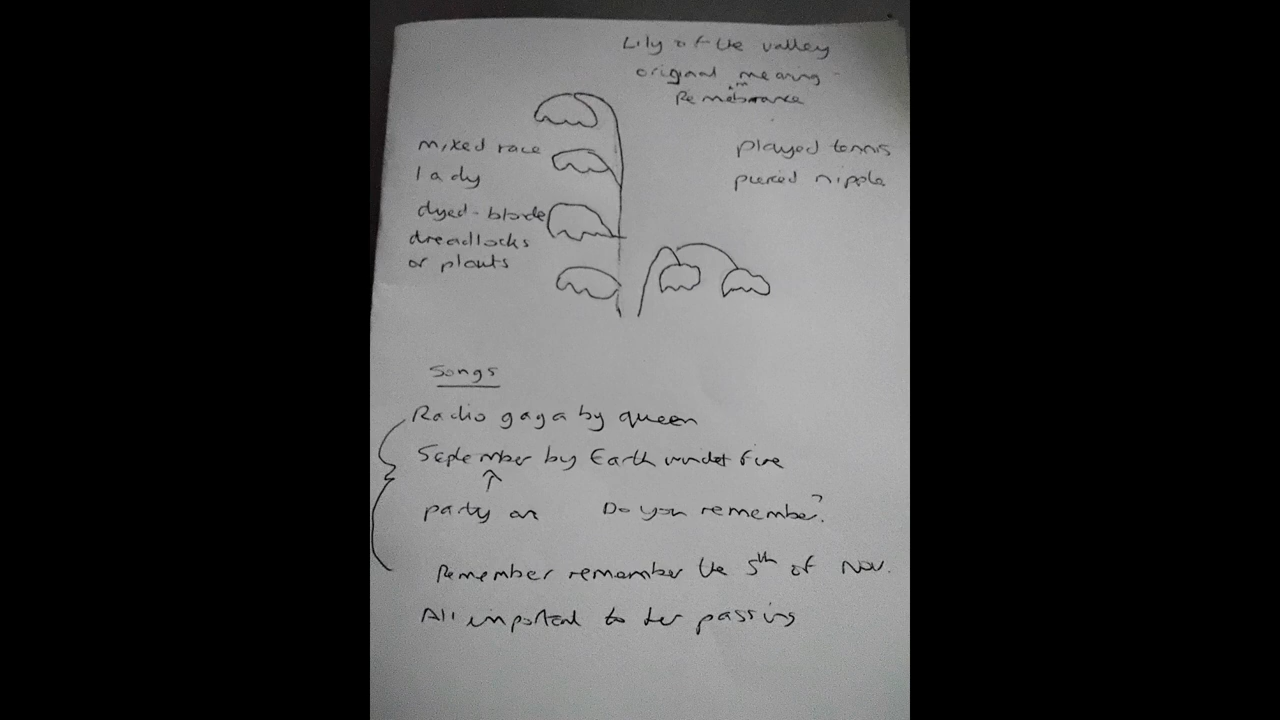 Lily of the valley
original meaning -
Remembrance
mixed race
lady
dyed-blonde
dreadlocks
or plaits
played tennis
pierced nipple
Songs
Radio gaga by queen
September by Earth wind & fire
↑
party on Do you remember?
Remember remember the 5th of Nov.
All important to her passing